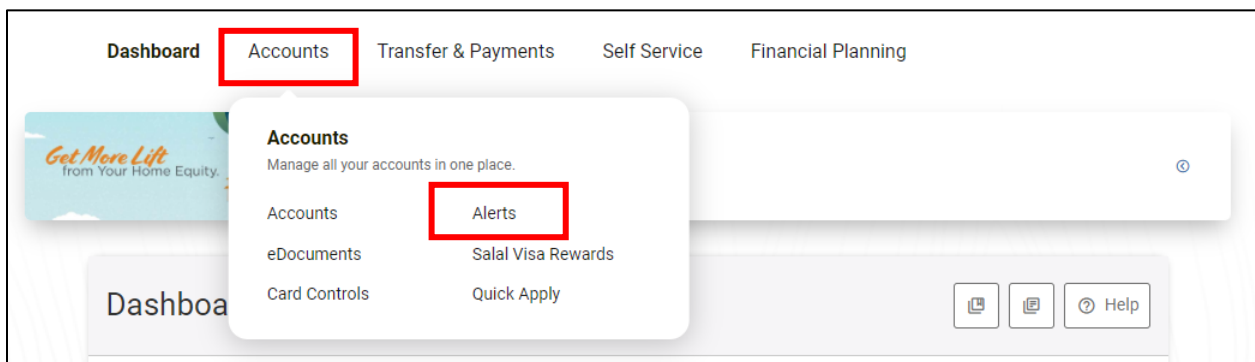 Dashboard Accounts Transfer & Payments Self Service Financial Planning
Get More Lift
from Your Home Equity.
Accounts
Manage all your accounts in one place.
Accounts Alerts
eDocuments Salal Visa Rewards
Card Controls Quick Apply
Dashboa
Help